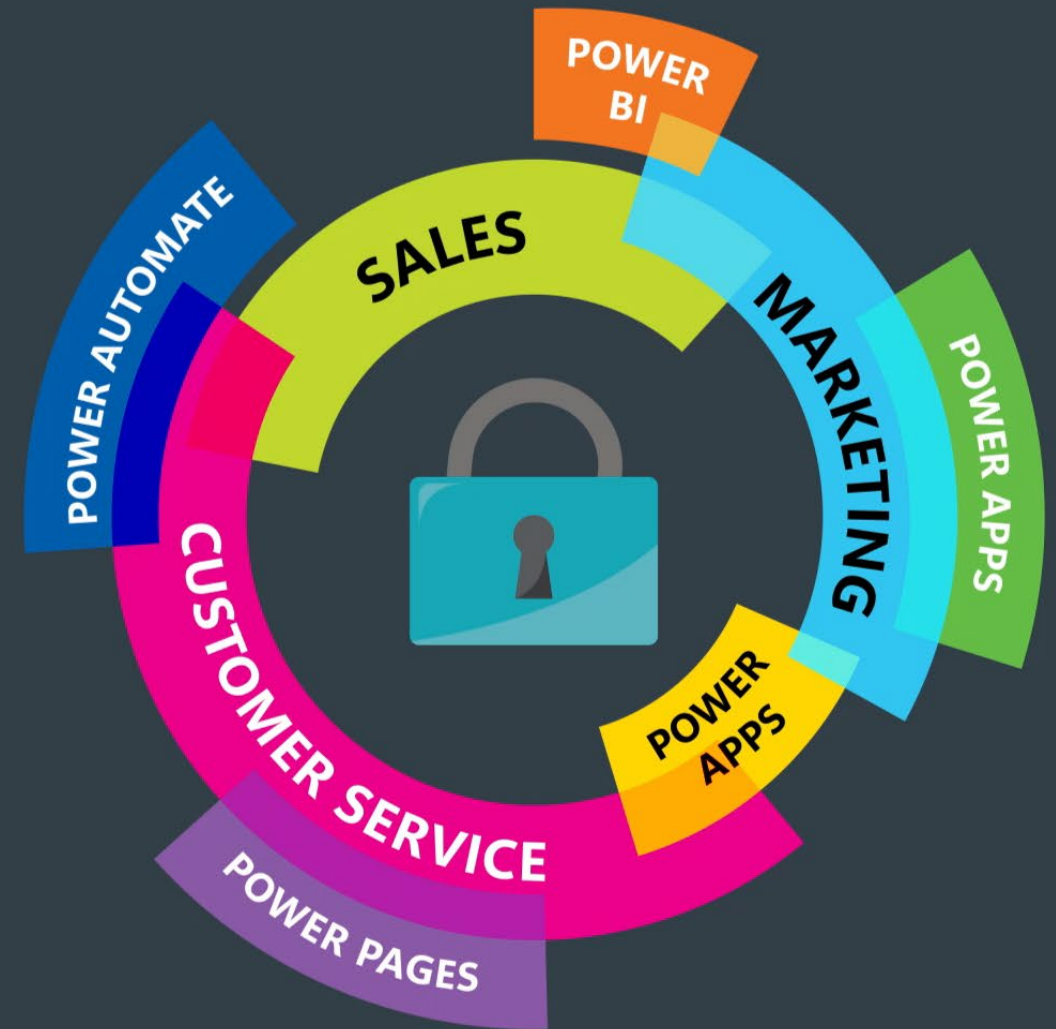 POWER
BI
SALES
POWER AUTOMATE
MARKETING
POWER APPS
POWER
APPS
CUSTOMER SERVICE
POWER PAGES